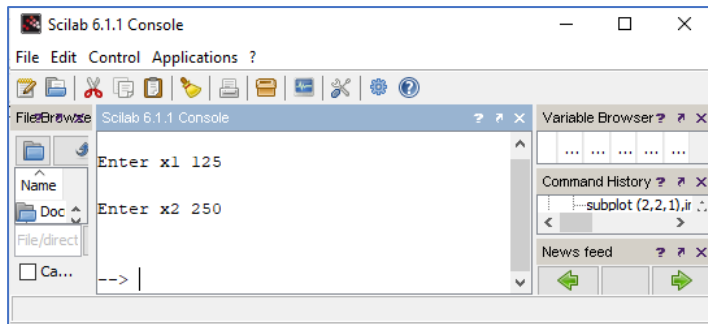 Scilab 6.1.1 Console
File Edit Control Applications ?
Scilab 6.1.1 Console ? Variable Browser ?
Enter x1 125
... ... ... ... ...
Name
Command History ?
Doc
subplot (2,2,1),ir
Enter x2 250
File/direct
News feed ?
Ca...
-->